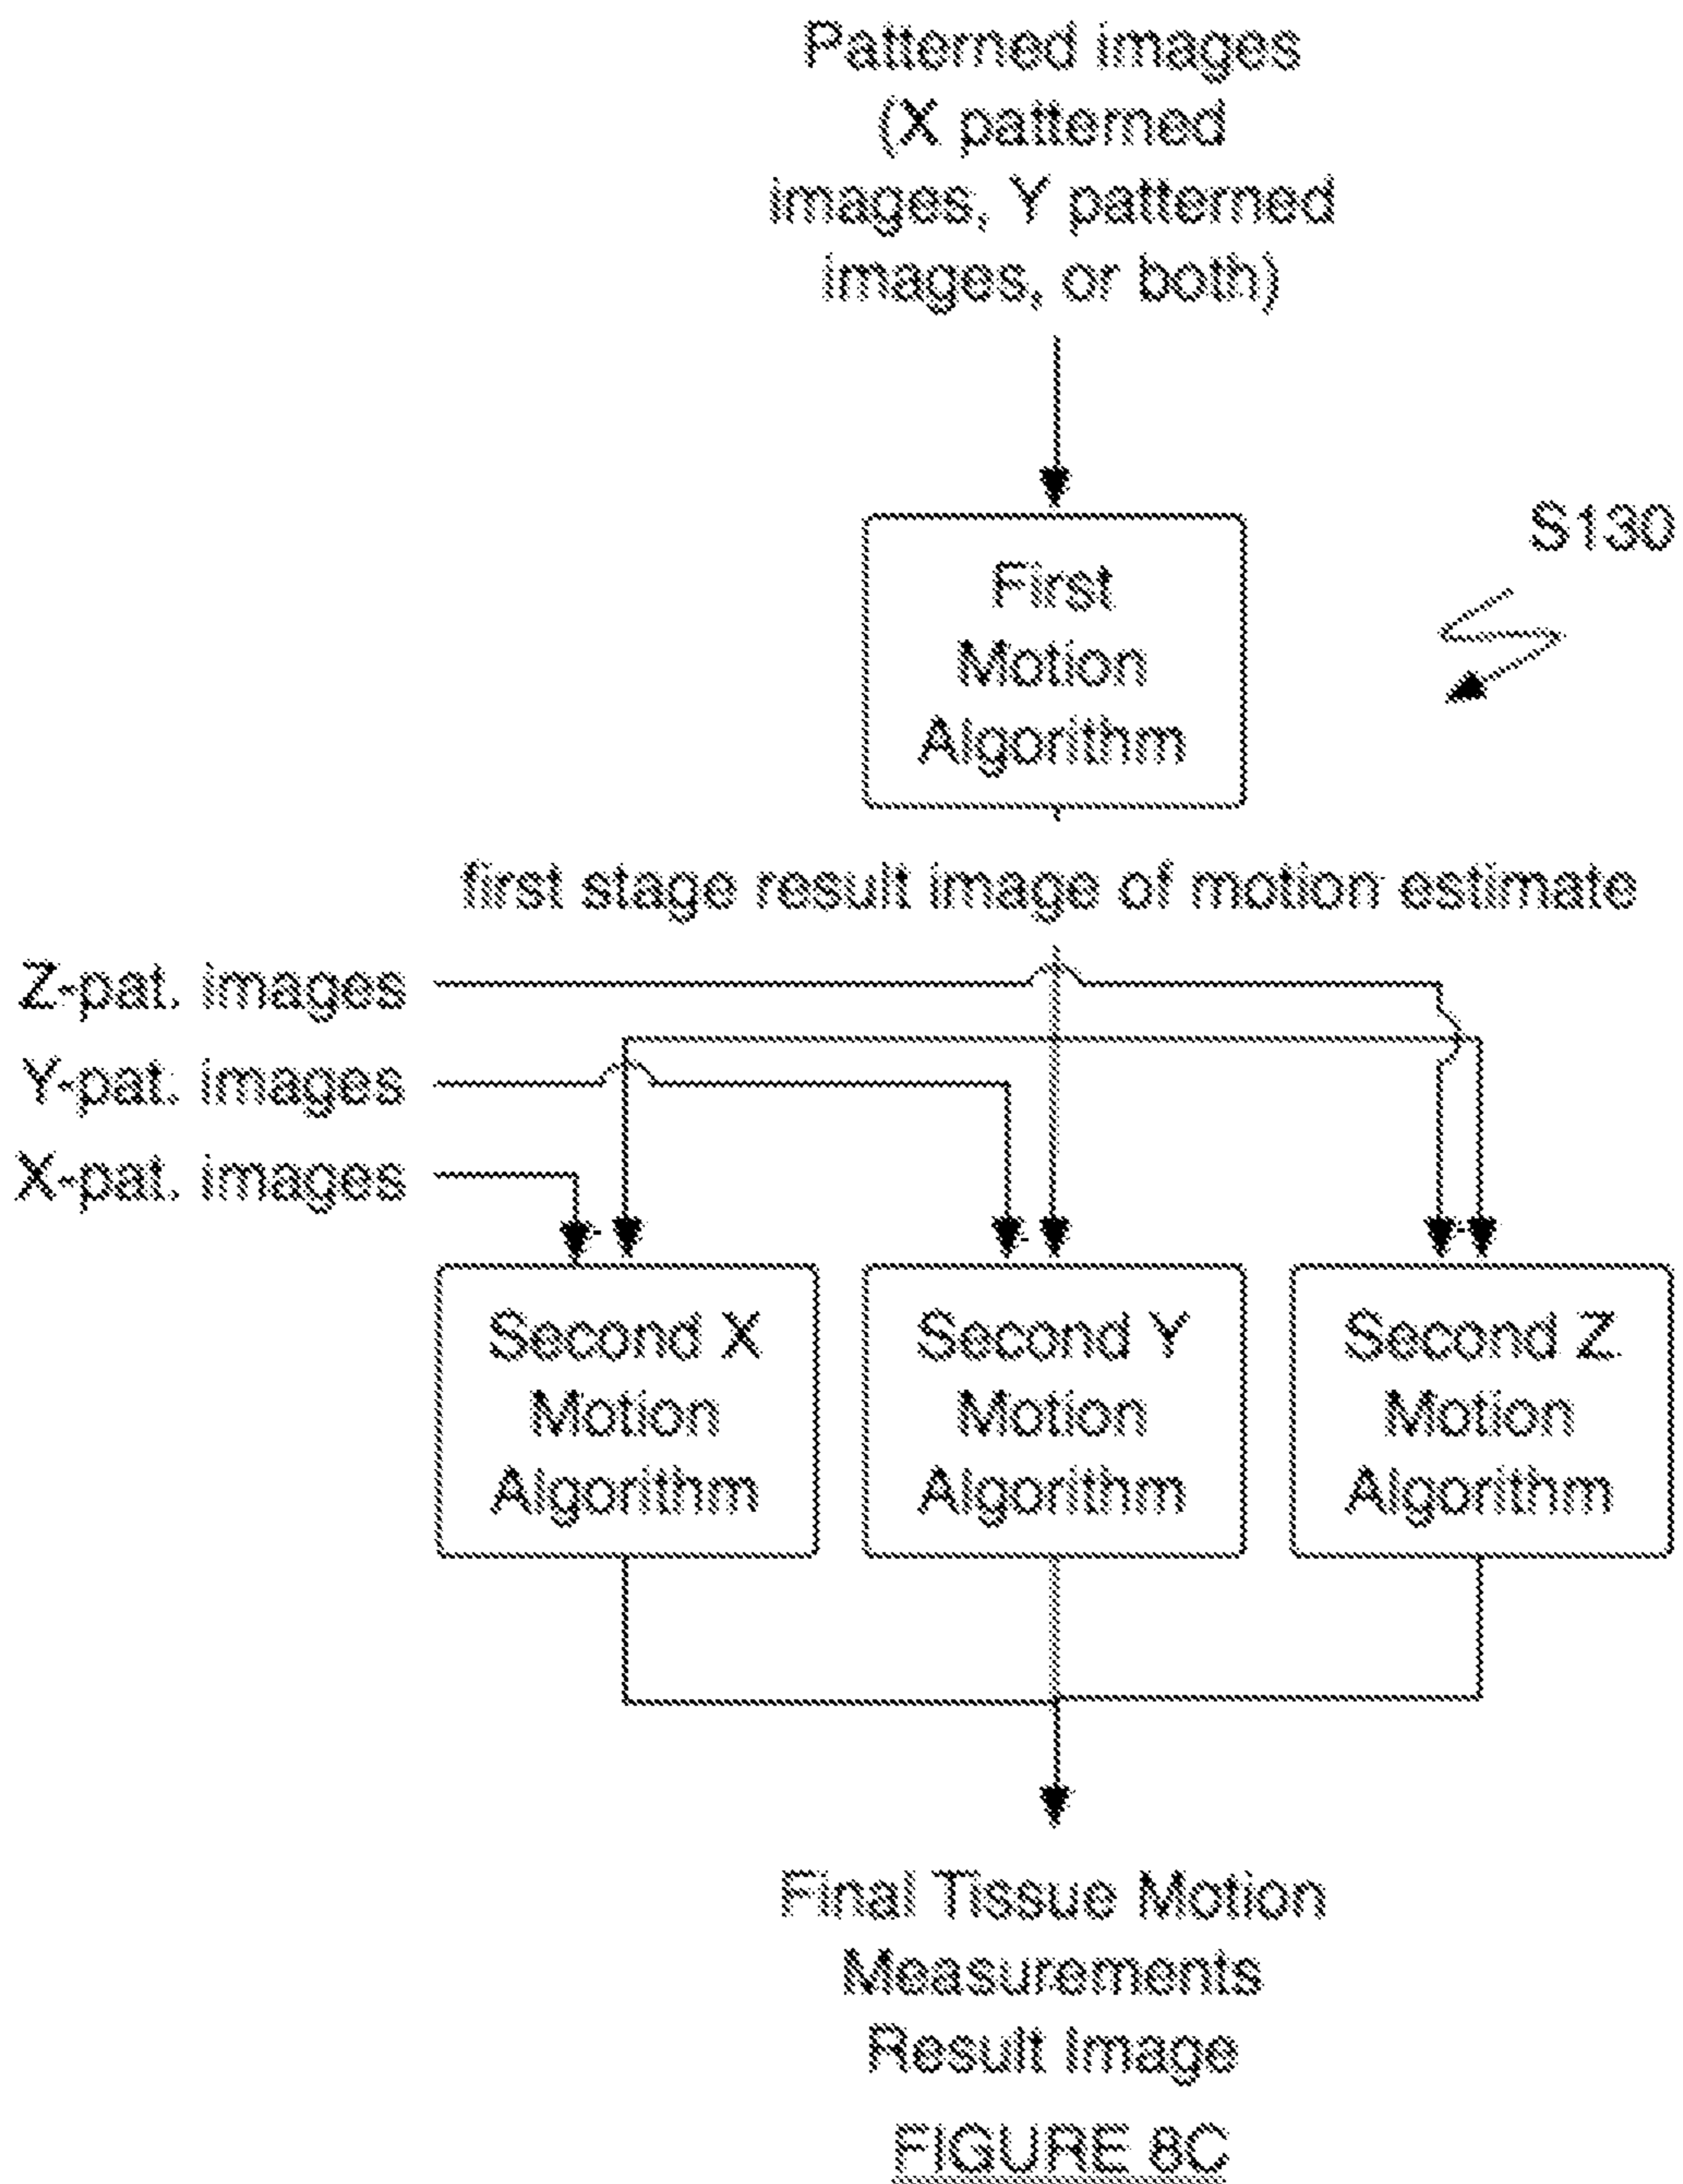 Patterned images
(X patterned
images, Y patterned
images, or both)
S130
First
Motion
Algorithm
first stage result image of motion estimate
Z-pat. images
Y-pat. images
X-pat. images
Second X
Motion
Algorithm
Second Y
Motion
Algorithm
Second Z
Motion
Algorithm
Final Tissue Motion
Measurements
Result Image
FIGURE 8C